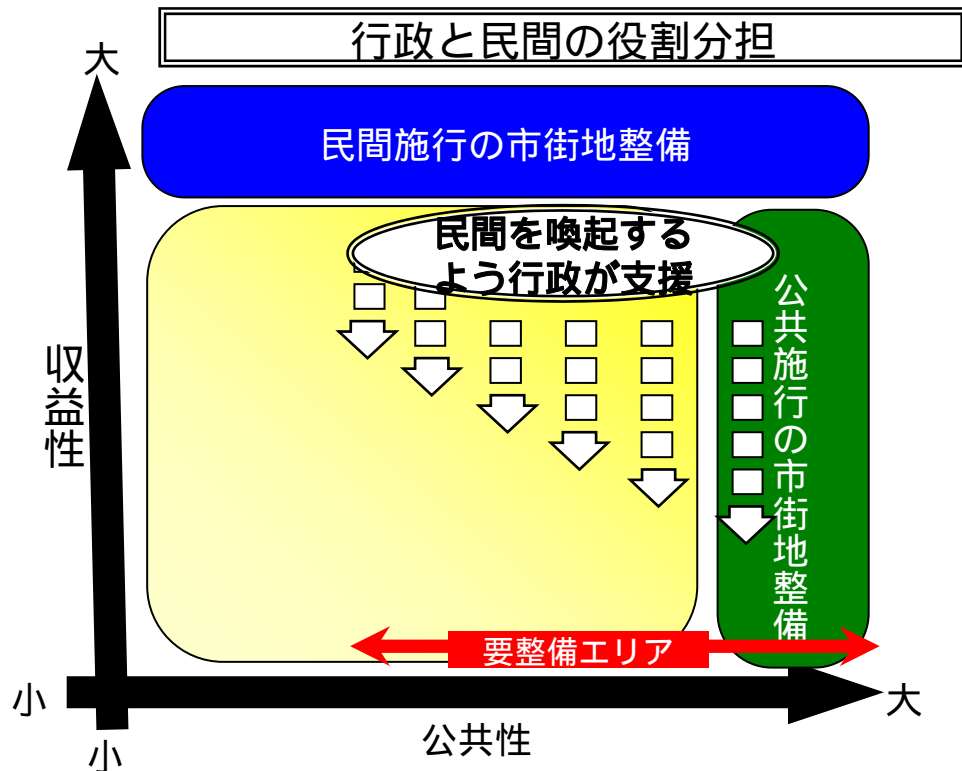 行政と民間の役割分担
大
民間施行の市街地整備
民間を喚起する
よう行政が支援
収益性
公共施行の市街地整備
要整備エリア
小
大
公共性
小